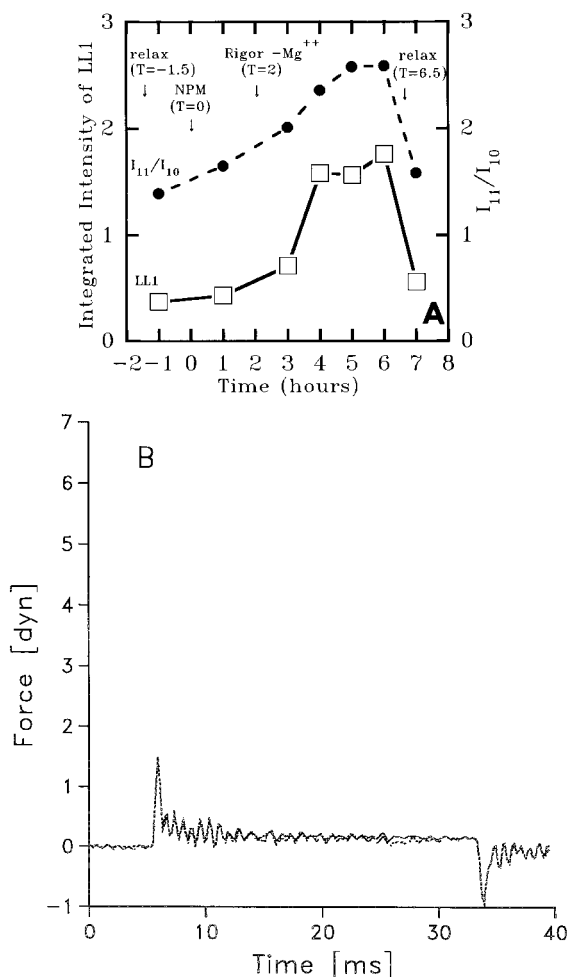 3
2
1
0
Integrated Intensity of LL1
relax
(T=−1.5)
NPM
(T=0)
Rigor −Mg++
(T=2)
relax
(T=6.5)
I11/I10
LL1
A
3
2
1
0
I11/I10
−2 −1 0 1 2 3 4 5 6 7 8
Time (hours)
B
7
6
5
4
3
2
1
0
-1
Force [dyn]
0 10 20 30 40
Time [ms]